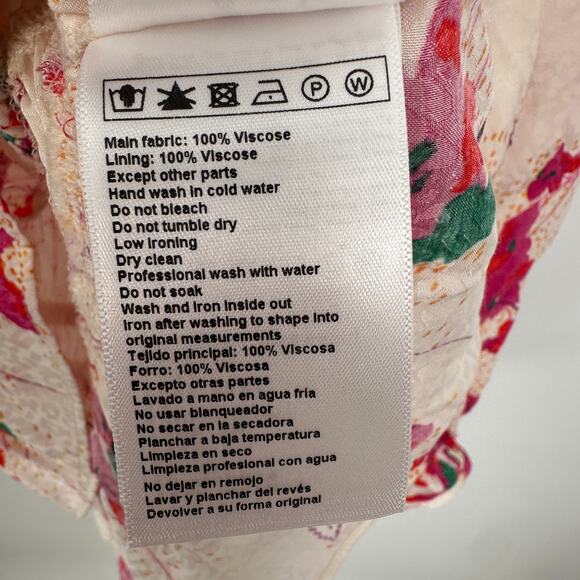 P W
Main fabric: 100% Viscose
Lining: 100% Viscose
Except other parts
Hand wash in cold water
Do not bleach
Do not tumble dry
Low ironing
Dry clean
Professional wash with water
Do not soak
Wash and iron inside out
Iron after washing to shape into
original measurements
Tejido principal: 100% Viscosa
Forro: 100% Viscosa
Excepto otras partes
Lavado a mano en agua fría
No usar blanqueador
No secar en la secadora
Planchar a baja temperatura
Limpieza en seco
Limpieza profesional con agua
No dejar en remojo
Lavar y planchar del revés
Devolver a su forma original